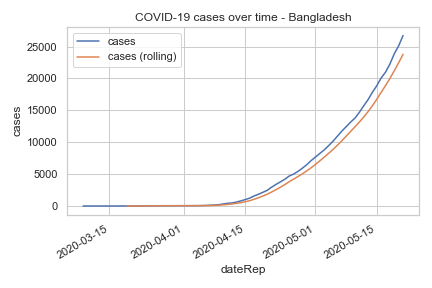 COVID-19 cases over time - Bangladesh
cases
cases (rolling)
25000
20000
15000
10000
5000
0
cases
2020-03-15
2020-04-01
2020-04-15
2020-05-01
2020-05-15
dateRep